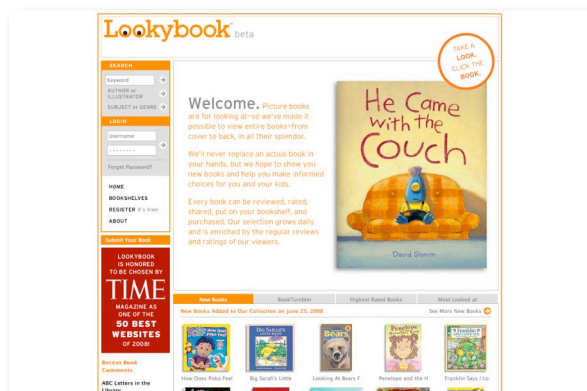 Lookybook beta
TAKE A
LOOK.
CLICK THE
BOOK.
SEARCH
Keyword
AUTHOR or
ILLUSTRATOR
SUBJECT or GENRE
LOGIN
Username
Forgot Password?
HOME
BOOKSHELVES
REGISTER it's free!
ABOUT
Submit Your Book
LOOKYBOOK
IS HONORED
TO BE CHOSEN BY
TIME
MAGAZINE AS
ONE OF THE
50 BEST
WEBSITES
OF 2008!
Recent Book
Comments
ABC Letters in the
Library
Welcome. Picture books
are for looking at—so we've made it
possible to view entire books—from
cover to back, in all their splendor.
We'll never replace an actual book in
your hands, but we hope to show you
new books and help you make informed
choices for you and your kids.
Every book can be reviewed, rated,
shared, put on your bookshelf, and
purchased. Our selection grows daily
and is enriched by the regular reviews
and ratings of our viewers.
He Came
with the
Couch
David Slonim
New Books
BookTumbler
Highest Rated Books
Most Looked at
New Books Added to Our Collection on June 25, 2008
See More New Books
BIG SARAH'S
LITTLE
Bears
Penelope
Franklin
How Does Poko Feel
Big Sarah's Little
Looking At Bears F
Penelope and the H
Franklin Says I Lo